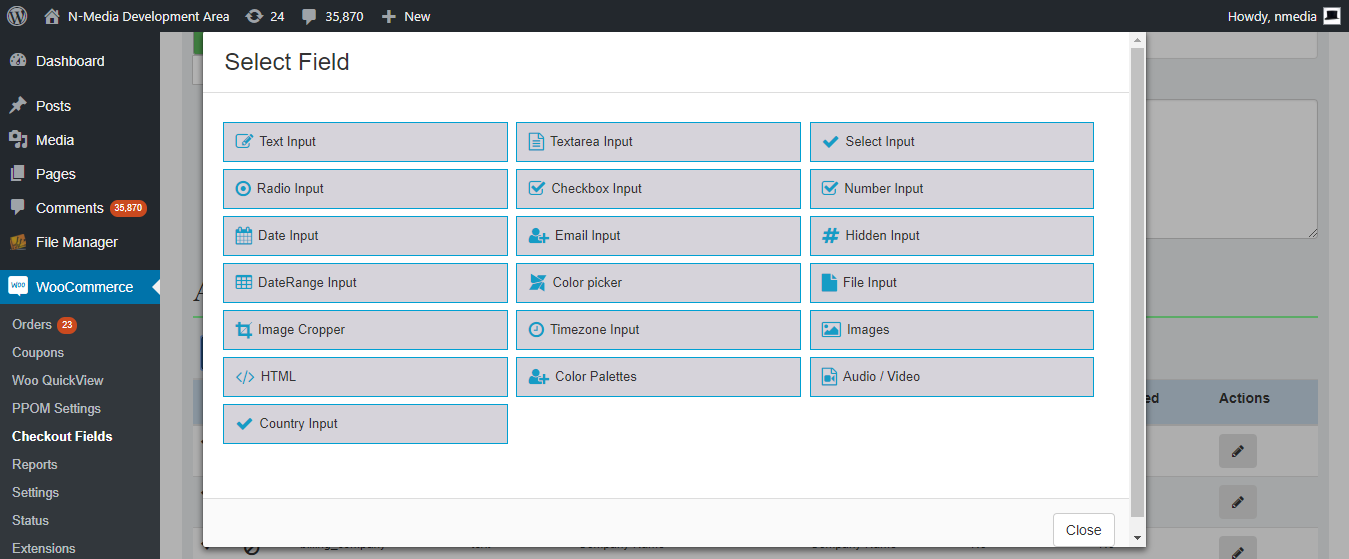 N-Media Development Area 24 35,870 New Howdy, nmedia
Dashboard
Posts
Media
Pages
Comments 35,870
File Manager
woo WooCommerce
Orders 23
Coupons
Woo QuickView
PPOM Settings
Checkout Fields
Reports
Settings
Status
Extensions
Select Field
Text Input Textarea Input Select Input
Radio Input Checkbox Input Number Input
Date Input Email Input Hidden Input
DateRange Input Color picker File Input
Image Cropper Timezone Input Images
HTML Color Palettes Audio / Video
Country Input
Close
Actions